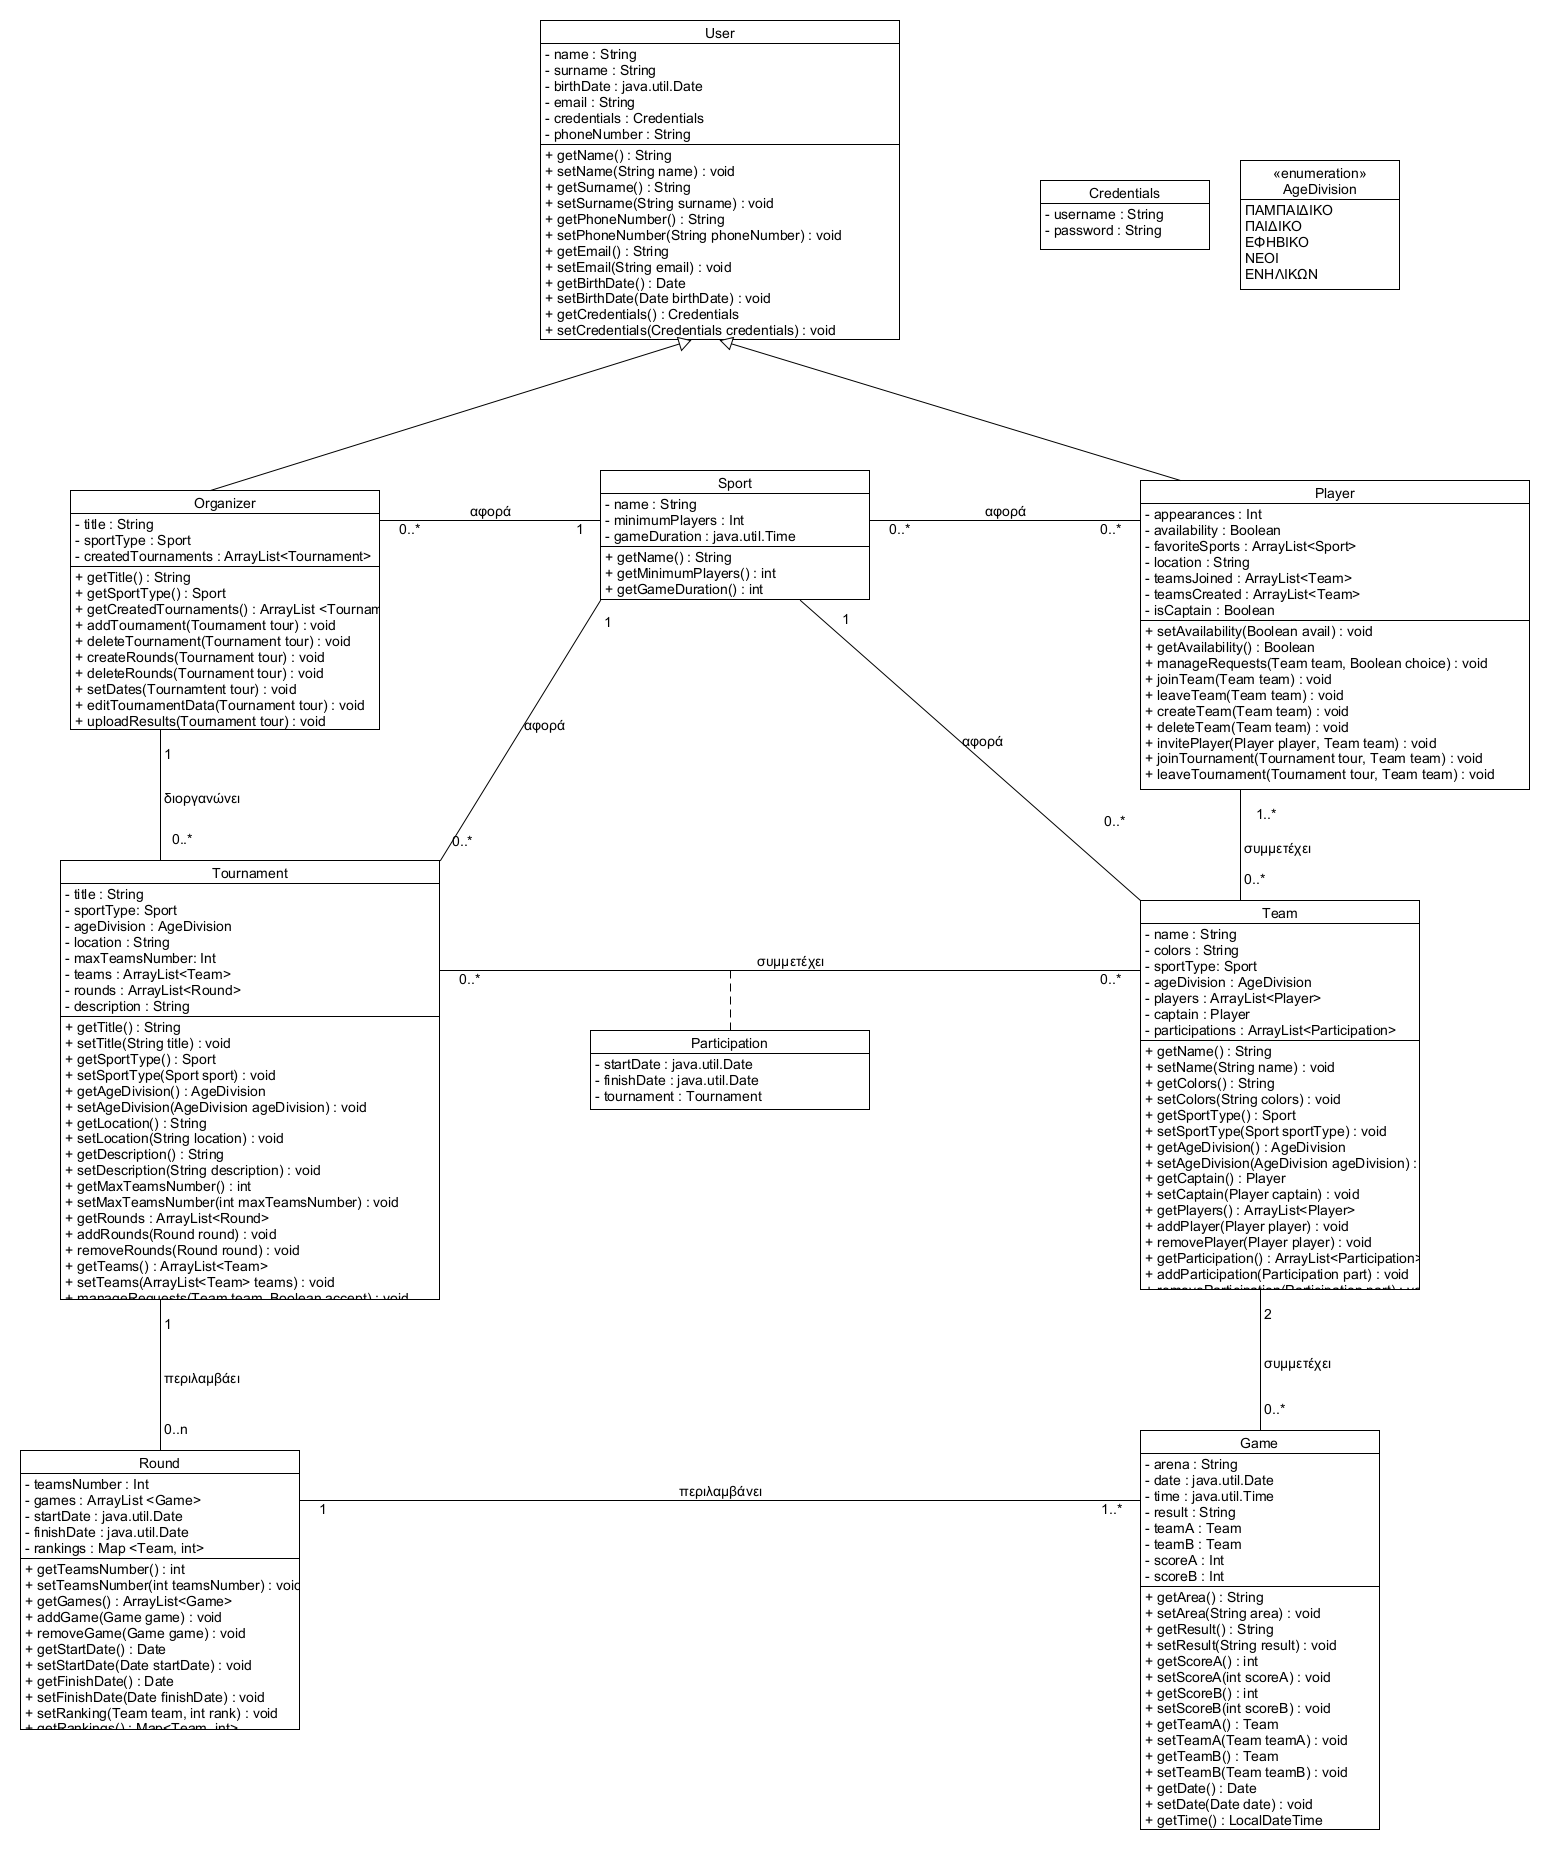 User
- name : String
- surname : String
- birthDate : java.util.Date
- email : String
- credentials : Credentials
- phoneNumber : String
+ getName() : String
+ setName(String name) : void
+ getSurname() : String
+ setSurname(String surname) : void
+ getPhoneNumber() : String
+ setPhoneNumber(String phoneNumber) : void
+ getEmail() : String
+ setEmail(String email) : void
+ getBirthDate() : Date
+ setBirthDate(Date birthDate) : void
+ getCredentials() : Credentials
+ setCredentials(Credentials credentials) : void
Credentials
- username : String
- password : String
«enumeration»
AgeDivision
ΠΑΜΠΑΙΔΙΚΟ
ΠΑΙΔΙΚΟ
ΕΦΗΒΙΚΟ
ΝΕΟΙ
ΕΝΗΛΙΚΩΝ
Organizer
- title : String
- sportType : Sport
- createdTournaments : ArrayList<Tournament>
+ getTitle() : String
+ getSportType() : Sport
+ getCreatedTournaments() : ArrayList <Tournam
+ addTournament(Tournament tour) : void
+ deleteTournament(Tournament tour) : void
+ createRounds(Tournament tour) : void
+ deleteRounds(Tournament tour) : void
+ setDates(Tournamtent tour) : void
+ editTournamentData(Tournament tour) : void
+ uploadResults(Tournament tour) : void
αφορά
0..*
1
Sport
- name : String
- minimumPlayers : Int
- gameDuration : java.util.Time
+ getName() : String
+ getMinimumPlayers() : int
+ getGameDuration() : int
αφορά
0..*
0..*
Player
- appearances : Int
- availability : Boolean
- favoriteSports : ArrayList<Sport>
- location : String
- teamsJoined : ArrayList<Team>
- teamsCreated : ArrayList<Team>
- isCaptain : Boolean
+ setAvailability(Boolean avail) : void
+ getAvailability() : Boolean
+ manageRequests(Team team, Boolean choice) : void
+ joinTeam(Team team) : void
+ leaveTeam(Team team) : void
+ createTeam(Team team) : void
+ deleteTeam(Team team) : void
+ invitePlayer(Player player, Team team) : void
+ joinTournament(Tournament tour, Team team) : void
+ leaveTournament(Tournament tour, Team team) : void
1
αφορά
0..*
1
αφορά
0..*
1
διοργανώνει
0..*
1..*
συμμετέχει
0..*
Tournament
- title : String
- sportType: Sport
- ageDivision : AgeDivision
- location : String
- maxTeamsNumber: Int
- teams : ArrayList<Team>
- rounds : ArrayList<Round>
- description : String
+ getTitle() : String
+ setTitle(String title) : void
+ getSportType() : Sport
+ setSportType(Sport sport) : void
+ getAgeDivision() : AgeDivision
+ setAgeDivision(AgeDivision ageDivision) : void
+ getLocation() : String
+ setLocation(String location) : void
+ getDescription() : String
+ setDescription(String description) : void
+ getMaxTeamsNumber() : int
+ setMaxTeamsNumber(int maxTeamsNumber) : void
+ getRounds : ArrayList<Round>
+ addRounds(Round round) : void
+ removeRounds(Round round) : void
+ getTeams() : ArrayList<Team>
+ setTeams(ArrayList<Team> teams) : void
+ manageRequests(Team team, Boolean accept) : void
συμμετέχει
0..*
0..*
Participation
- startDate : java.util.Date
- finishDate : java.util.Date
- tournament : Tournament
Team
- name : String
- colors : String
- sportType: Sport
- ageDivision : AgeDivision
- players : ArrayList<Player>
- captain : Player
- participations : ArrayList<Participation>
+ getName() : String
+ setName(String name) : void
+ getColors() : String
+ setColors(String colors) : void
+ getSportType() : Sport
+ setSportType(Sport sportType) : void
+ getAgeDivision() : AgeDivision
+ setAgeDivision(AgeDivision ageDivision) :
+ getCaptain() : Player
+ setCaptain(Player captain) : void
+ getPlayers() : ArrayList<Player>
+ addPlayer(Player player) : void
+ removePlayer(Player player) : void
+ getParticipation() : ArrayList<Participation>
+ addParticipation(Participation part) : void
+ removeParticipation(Participation part) :
1
περιλαμβάει
0..n
2
συμμετέχει
0..*
Round
- teamsNumber : Int
- games : ArrayList <Game>
- startDate : java.util.Date
- finishDate : java.util.Date
- rankings : Map <Team, int>
+ getTeamsNumber() : int
+ setTeamsNumber(int teamsNumber) : void
+ getGames() : ArrayList<Game>
+ addGame(Game game) : void
+ removeGame(Game game) : void
+ getStartDate() : Date
+ setStartDate(Date startDate) : void
+ getFinishDate() : Date
+ setFinishDate(Date finishDate) : void
+ setRanking(Team team, int rank) : void
+ getRankings() : Map<Team, int>
περιλαμβάνει
1
1..*
Game
- arena : String
- date : java.util.Date
- time : java.util.Time
- result : String
- teamA : Team
- teamB : Team
- scoreA : Int
- scoreB : Int
+ getArea() : String
+ setArea(String area) : void
+ getResult() : String
+ setResult(String result) : void
+ getScoreA() : int
+ setScoreA(int scoreA) : void
+ getScoreB() : int
+ setScoreB(int scoreB) : void
+ getTeamA() : Team
+ setTeamA(Team teamA) : void
+ getTeamB() : Team
+ setTeamB(Team teamB) : void
+ getDate() : Date
+ setDate(Date date) : void
+ getTime() : LocalDateTime